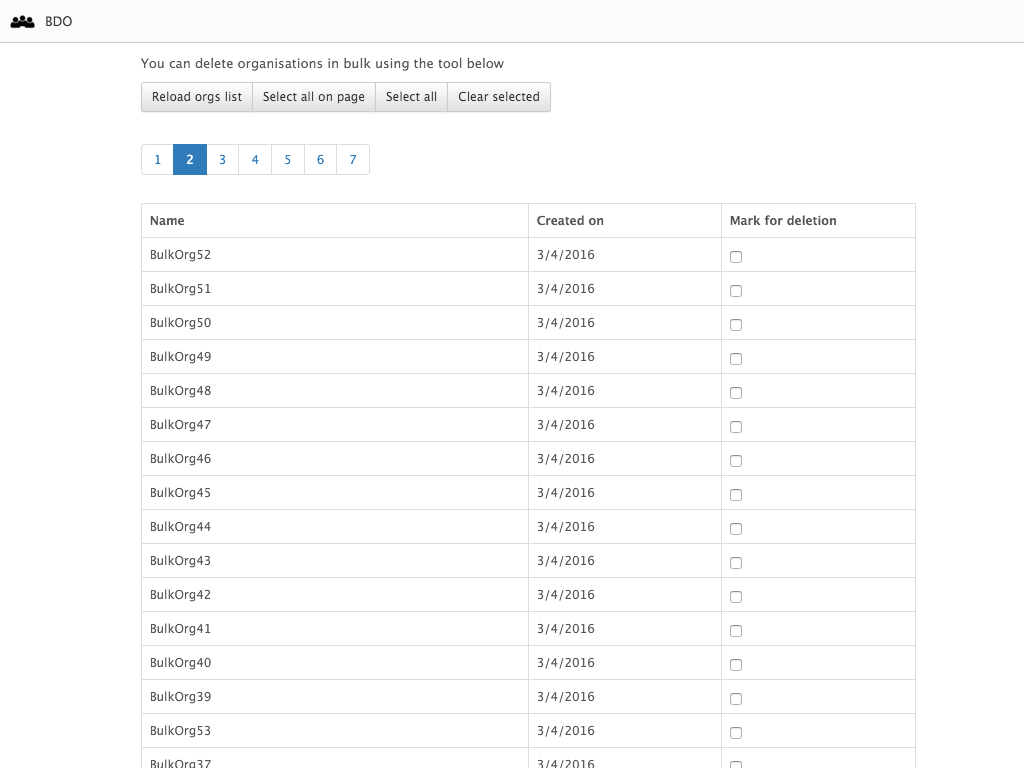 BDO
You can delete organisations in bulk using the tool below
Reload orgs list Select all on page Select all Clear selected
1 2 3 4 5 6 7
Name Created on Mark for deletion
BulkOrg52 3/4/2016
BulkOrg51 3/4/2016
BulkOrg50 3/4/2016
BulkOrg49 3/4/2016
BulkOrg48 3/4/2016
BulkOrg47 3/4/2016
BulkOrg46 3/4/2016
BulkOrg45 3/4/2016
BulkOrg44 3/4/2016
BulkOrg43 3/4/2016
BulkOrg42 3/4/2016
BulkOrg41 3/4/2016
BulkOrg40 3/4/2016
BulkOrg39 3/4/2016
BulkOrg53 3/4/2016
BulkOrg37 3/4/2016